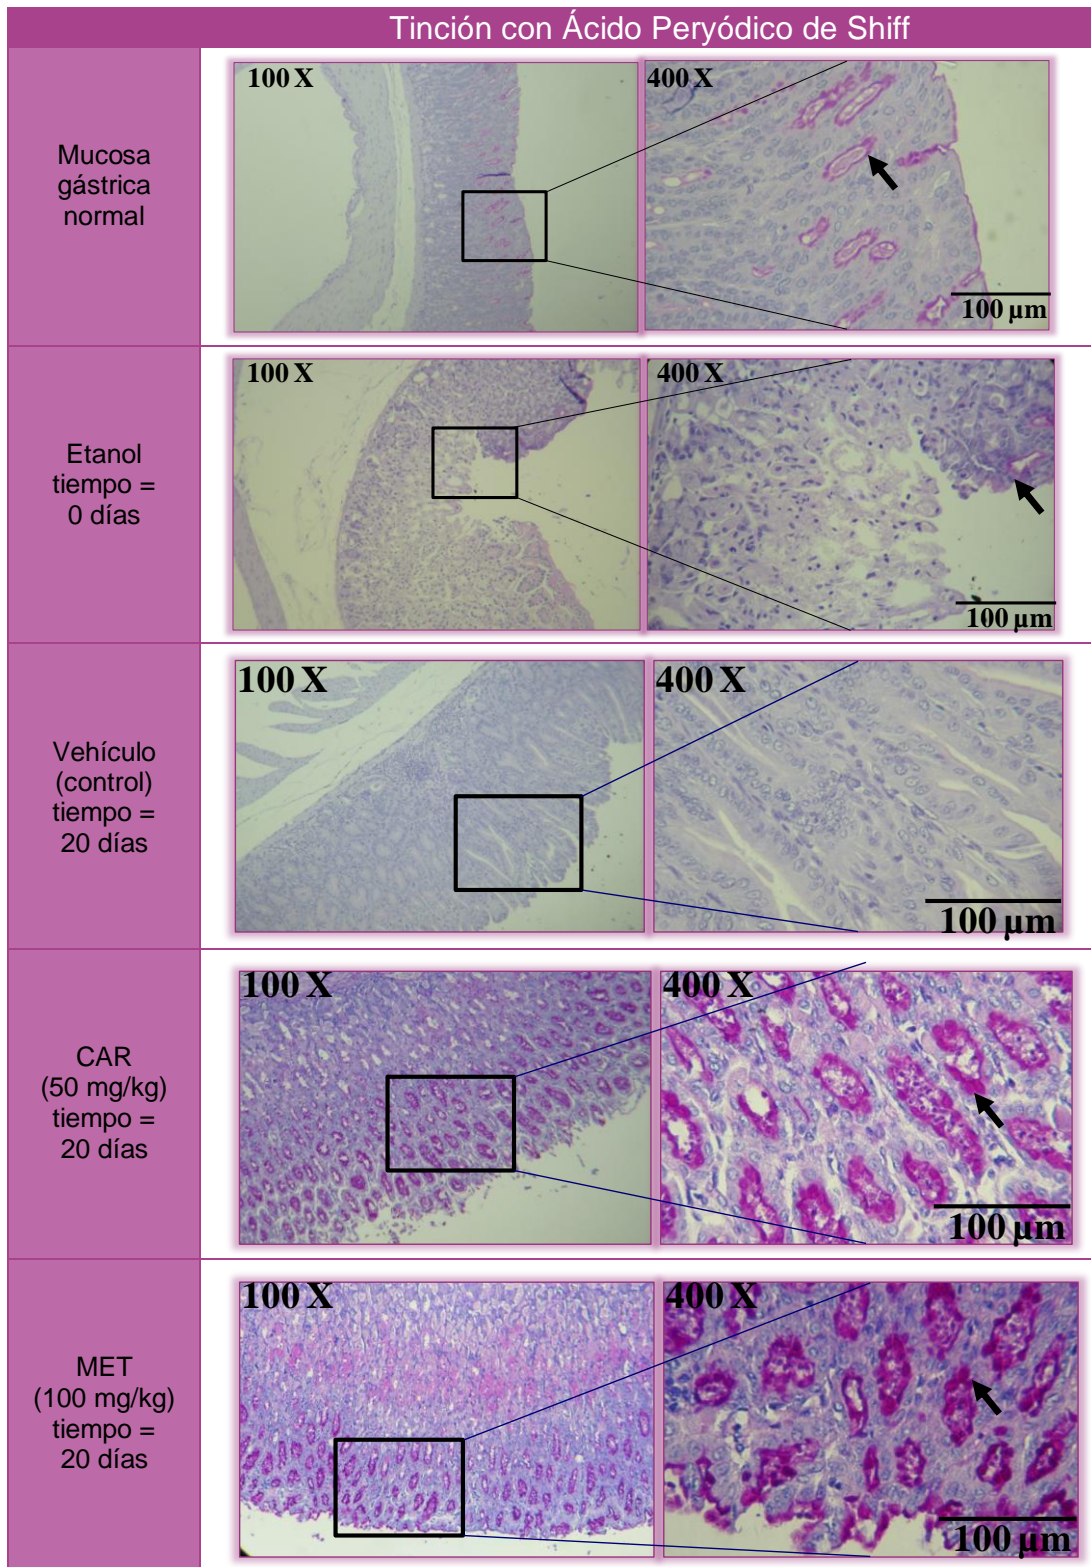 Tinción con Ácido Peryódico de Shiff
Mucosa
gástrica
normal
100 X
400 X
100 µm
Etanol
tiempo =
0 días
100 X
400 X
100 µm
Vehículo
(control)
tiempo =
20 días
100 X
400 X
100 µm
CAR
(50 mg/kg)
tiempo =
20 días
100 X
400 X
100 µm
MET
(100 mg/kg)
tiempo =
20 días
100 X
400 X
100 µm